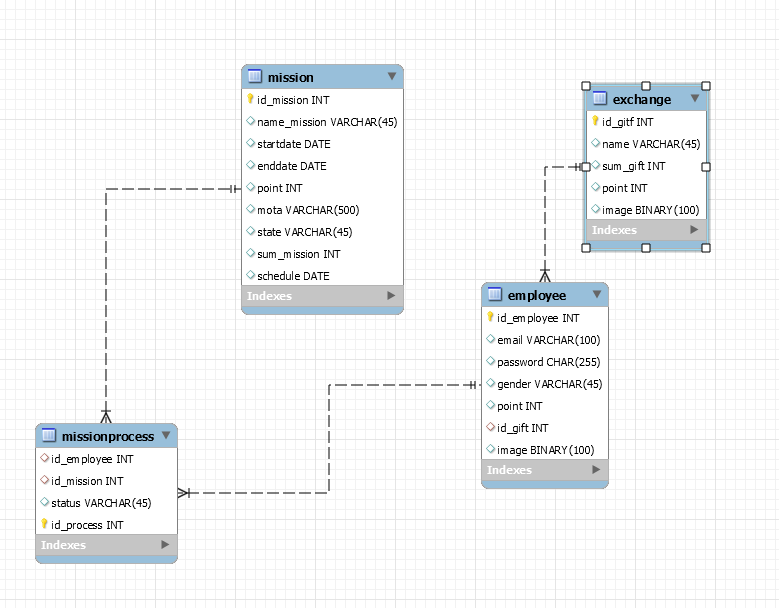 mission
id_mission INT
name_mission VARCHAR(45)
startdate DATE
enddate DATE
point INT
mota VARCHAR(500)
state VARCHAR(45)
sum_mission INT
schedule DATE
Indexes
exchange
id_gitf INT
name VARCHAR(45)
sum_gift INT
point INT
image BINARY(100)
Indexes
employee
id_employee INT
email VARCHAR(100)
password CHAR(255)
gender VARCHAR(45)
point INT
id_gift INT
image BINARY(100)
Indexes
missionprocess
id_employee INT
id_mission INT
status VARCHAR(45)
id_process INT
Indexes